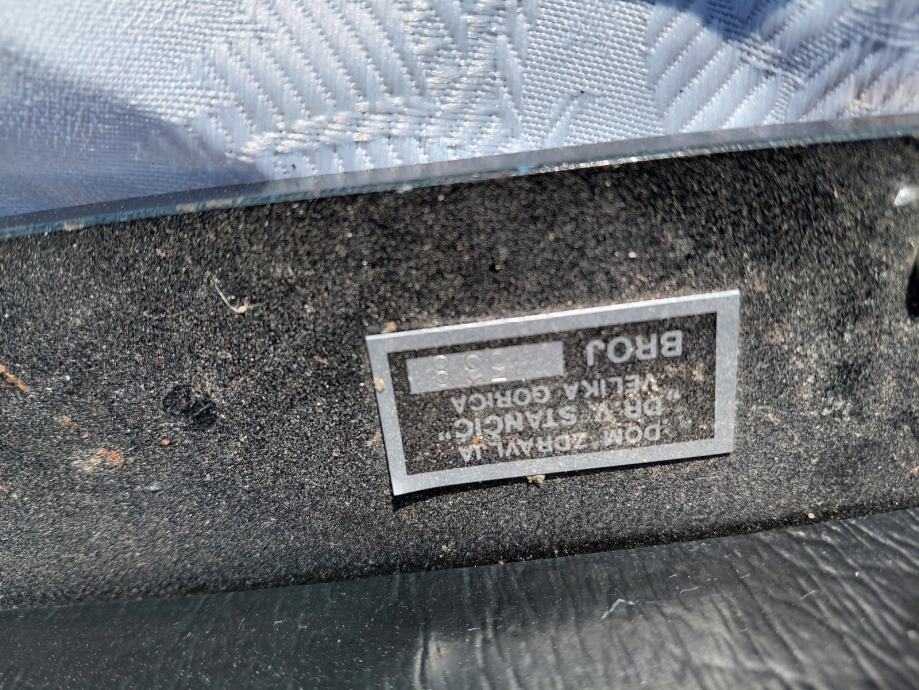 DOM ZDRAVLJA
"DR V. STANČIĆ"
VELIKA GORICA
BROJ